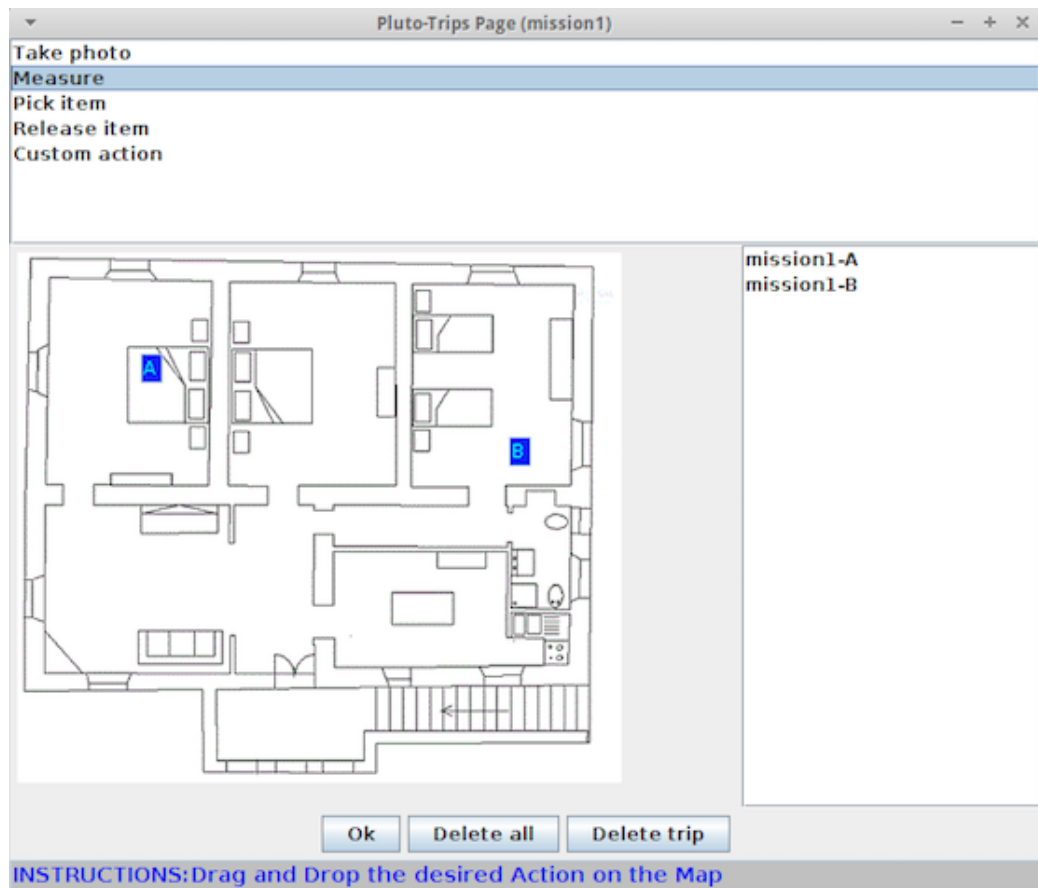 Pluto-Trips Page (mission1)
Take photo
Measure
Pick item
Release item
Custom action
mission1-A
mission1-B
A
B
Ok
Delete all
Delete trip
INSTRUCTIONS:Drag and Drop the desired Action on the Map